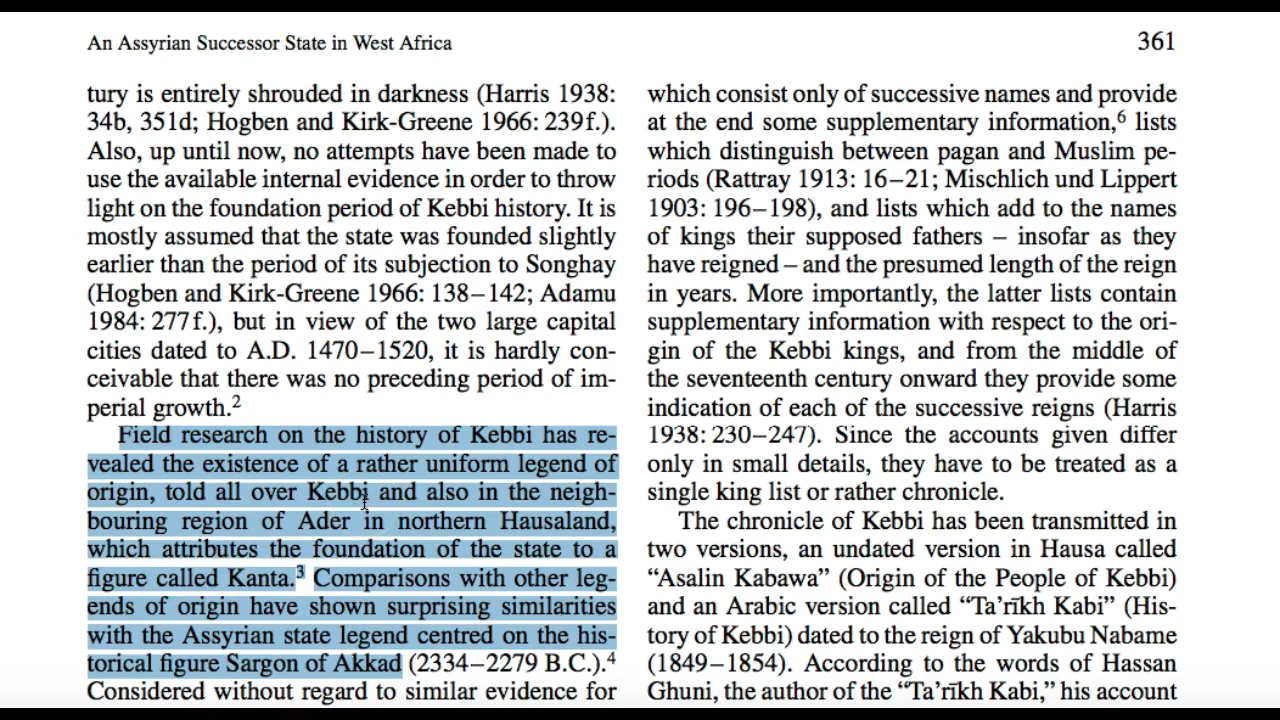 An Assyrian Successor State in West Africa
361
tury is entirely shrouded in darkness (Harris 1938:
34b, 351d; Hogben and Kirk-Greene 1966: 239f.).
Also, up until now, no attempts have been made to
use the available internal evidence in order to throw
light on the foundation period of Kebbi history. It is
mostly assumed that the state was founded slightly
earlier than the period of its subjection to Songhay
(Hogben and Kirk-Greene 1966: 138–142; Adamu
1984: 277f.), but in view of the two large capital
cities dated to A.D. 1470–1520, it is hardly con-
ceivable that there was no preceding period of im-
perial growth.²
Field research on the history of Kebbi has re-
vealed the existence of a rather uniform legend of
origin, told all over Kebbi and also in the neigh-
bouring region of Ader in northern Hausaland,
which attributes the foundation of the state to a
figure called Kanta.³ Comparisons with other leg-
ends of origin have shown surprising similarities
with the Assyrian state legend centred on the his-
torical figure Sargon of Akkad (2334–2279 B.C.).⁴
Considered without regard to similar evidence for
which consist only of successive names and provide
at the end some supplementary information,⁶ lists
which distinguish between pagan and Muslim pe-
riods (Rattray 1913: 16–21; Mischlich und Lippert
1903: 196–198), and lists which add to the names
of kings their supposed fathers – insofar as they
have reigned – and the presumed length of the reign
in years. More importantly, the latter lists contain
supplementary information with respect to the ori-
gin of the Kebbi kings, and from the middle of
the seventeenth century onward they provide some
indication of each of the successive reigns (Harris
1938: 230–247). Since the accounts given differ
only in small details, they have to be treated as a
single king list or rather chronicle.
The chronicle of Kebbi has been transmitted in
two versions, an undated version in Hausa called
“Asalin Kabawa” (Origin of the People of Kebbi)
and an Arabic version called “Ta’rīkh Kabi” (His-
tory of Kebbi) dated to the reign of Yakubu Nabame
(1849–1854). According to the words of Hassan
Ghuni, the author of the “Ta’rīkh Kabi,” his account